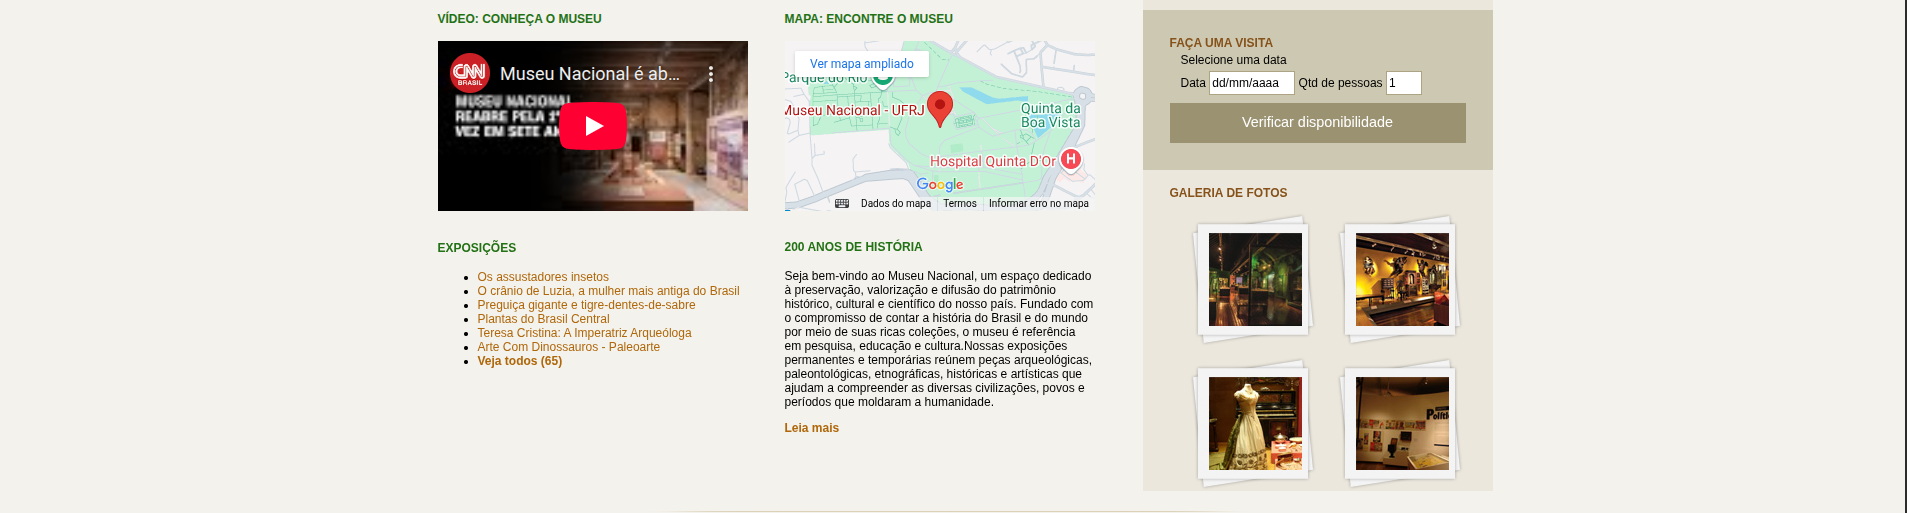 VÍDEO: CONHEÇA O MUSEU
CNN
BRASIL
Museu Nacional é ab...
MUSEU NACIONAL
REABRE PELA 1ª
VEZ EM SETE AN
EXPOSIÇÕES
Os assustadores insetos
O crânio de Luzia, a mulher mais antiga do Brasil
Preguiça gigante e tigre-dentes-de-sabre
Plantas do Brasil Central
Teresa Cristina: A Imperatriz Arqueóloga
Arte Com Dinossauros - Paleoarte
Veja todos (65)
MAPA: ENCONTRE O MUSEU
Ver mapa ampliado
Parque do Rio
Museu Nacional - UFRJ
Quinta da
Boa Vista
Hospital Quinta D'Or
H
Google
Dados do mapa
Termos
Informar erro no mapa
200 ANOS DE HISTÓRIA
Seja bem-vindo ao Museu Nacional, um espaço dedicado
à preservação, valorização e difusão do patrimônio
histórico, cultural e científico do nosso país. Fundado com
o compromisso de contar a história do Brasil e do mundo
por meio de suas ricas coleções, o museu é referência
em pesquisa, educação e cultura.Nossas exposições
permanentes e temporárias reúnem peças arqueológicas,
paleontológicas, etnográficas, históricas e artísticas que
ajudam a compreender as diversas civilizações, povos e
períodos que moldaram a humanidade.
Leia mais
FAÇA UMA VISITA
Selecione uma data
Data dd/mm/aaaa Qtd de pessoas 1
Verificar disponibilidade
GALERIA DE FOTOS